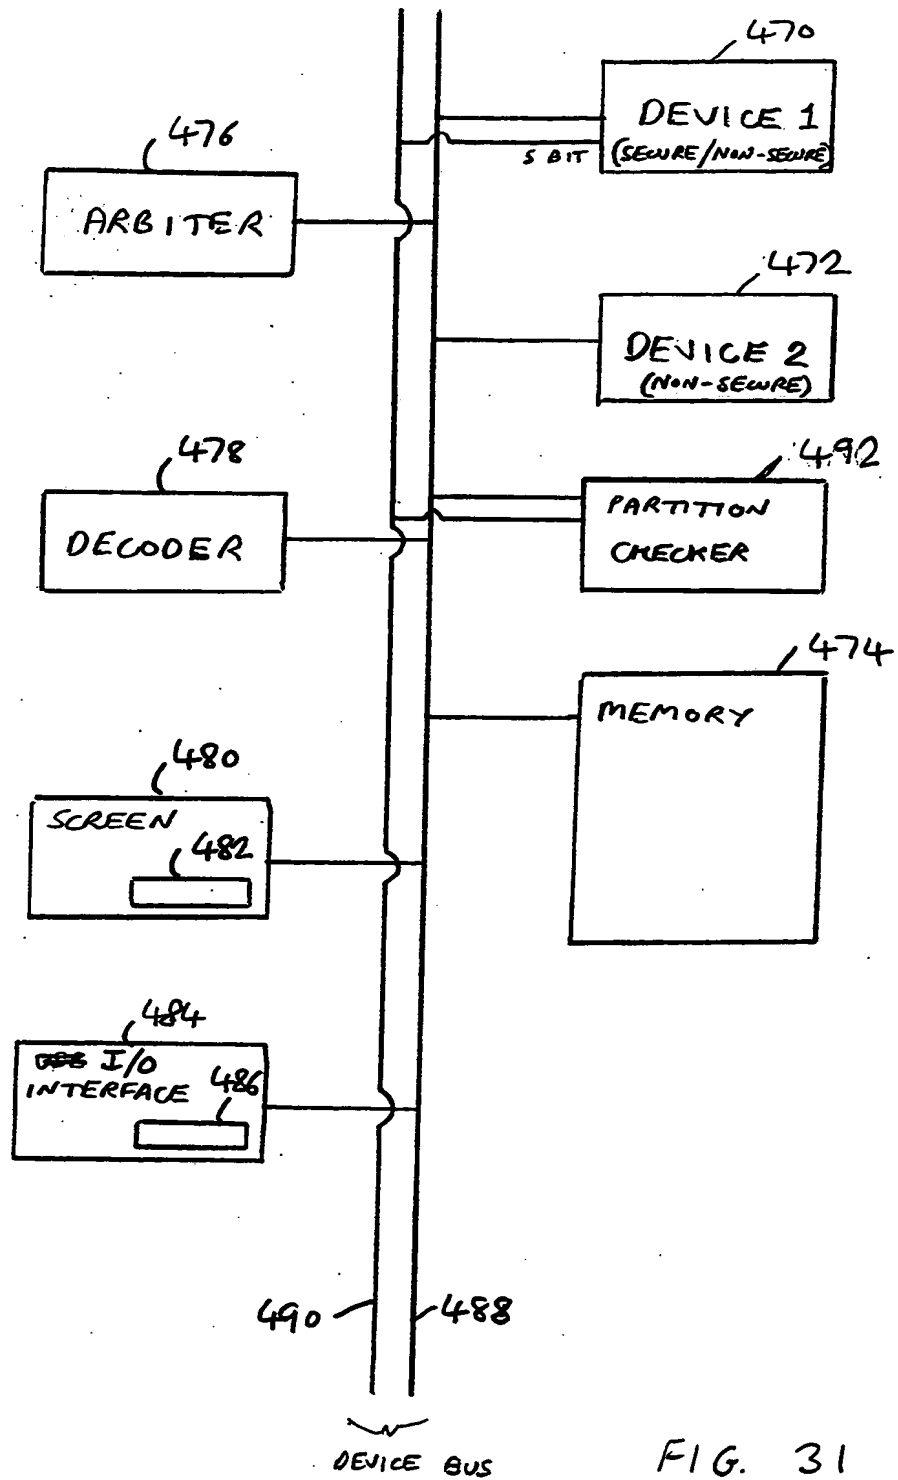 470
DEVICE 1
(SECURE/NON-SECURE)
S BIT
476
ARBITER
472
DEVICE 2
(NON-SECURE)
478
DECODER
492
PARTITION
CHECKER
474
MEMORY
480
SCREEN
482
484
I/O
INTERFACE
486
490
488
DEVICE BUS
FIG. 31